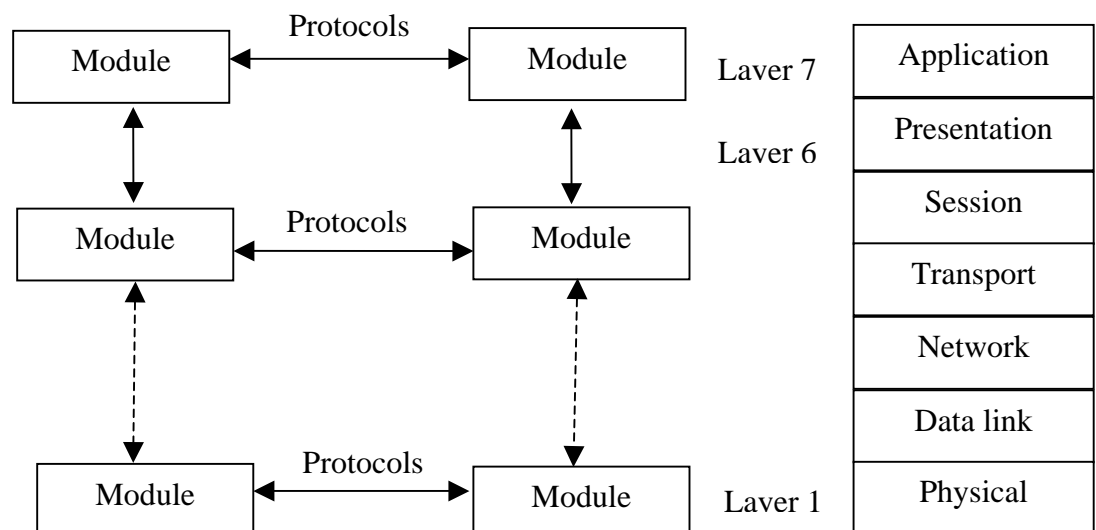 Protocols
Module
Module
Laver 7
Application
Presentation
Laver 6
Session
Protocols
Module
Module
Transport
Network
Data link
Protocols
Module
Module
Laver 1
Physical